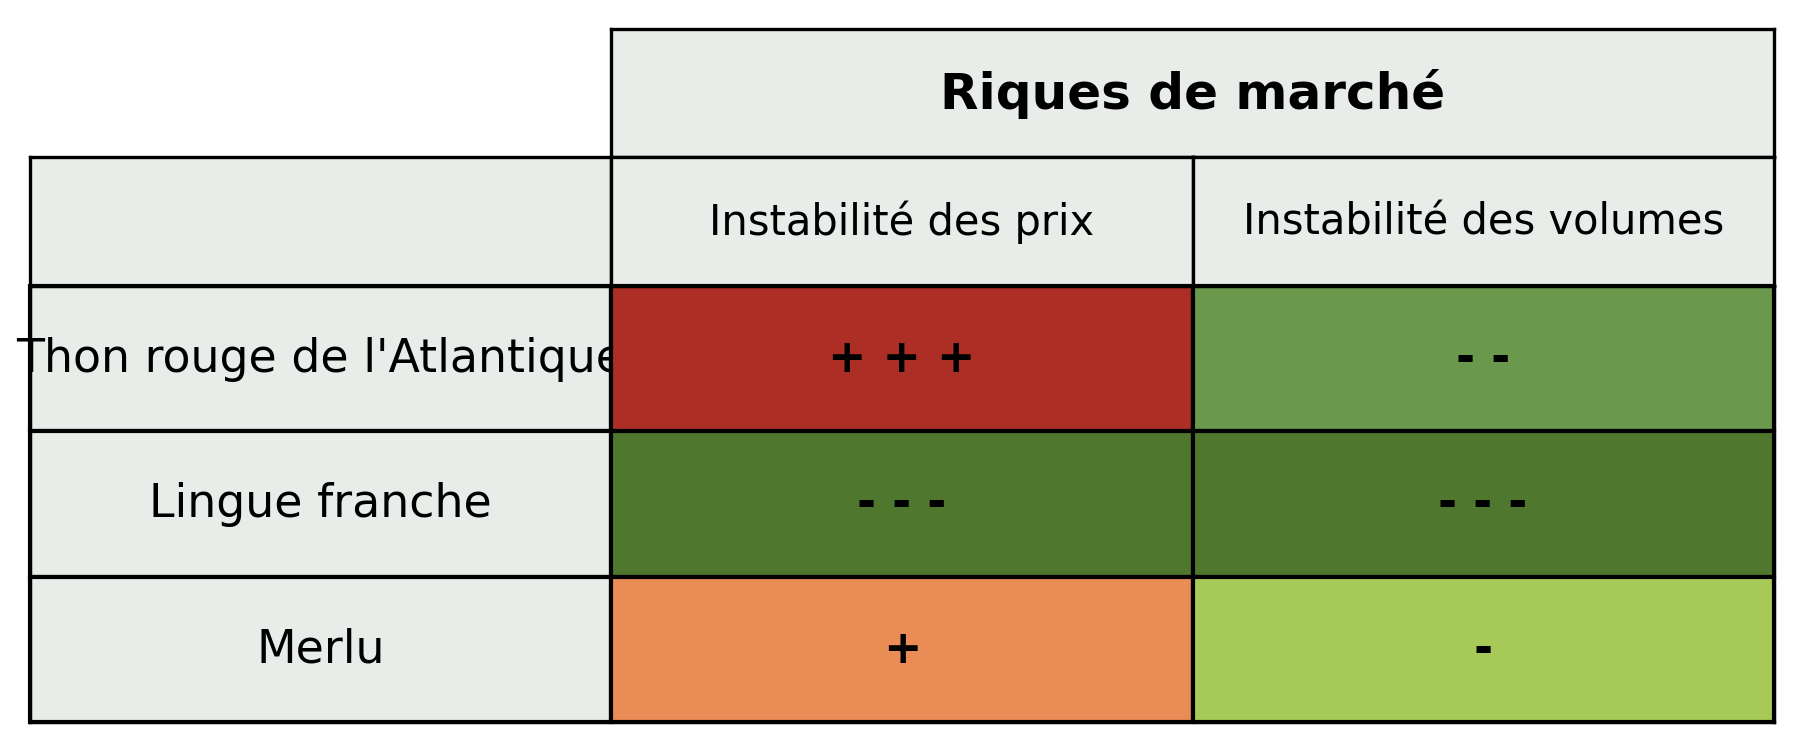 Riques de marché
Instabilité des prix Instabilité des volumes
Thon rouge de l'Atlantique + + + - -
Lingue franche - - - - - -
Merlu + -